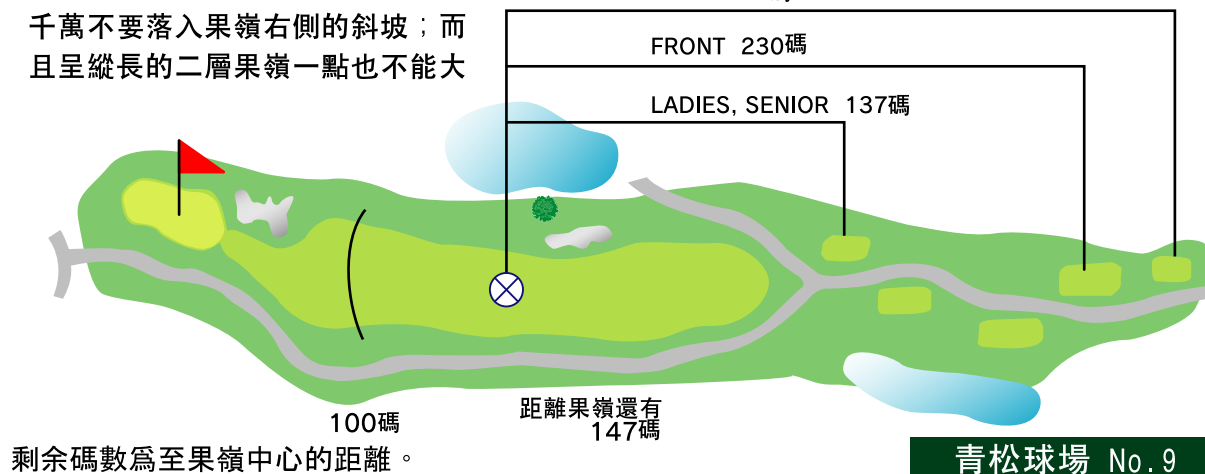 千萬不要落入果嶺右側的斜坡；而
且呈縱長的二層果嶺一點也不能大
FRONT 230碼
LADIES, SENIOR 137碼
100碼
距離果嶺還有
147碼
剩余碼數爲至果嶺中心的距離。
青松球場 No.9